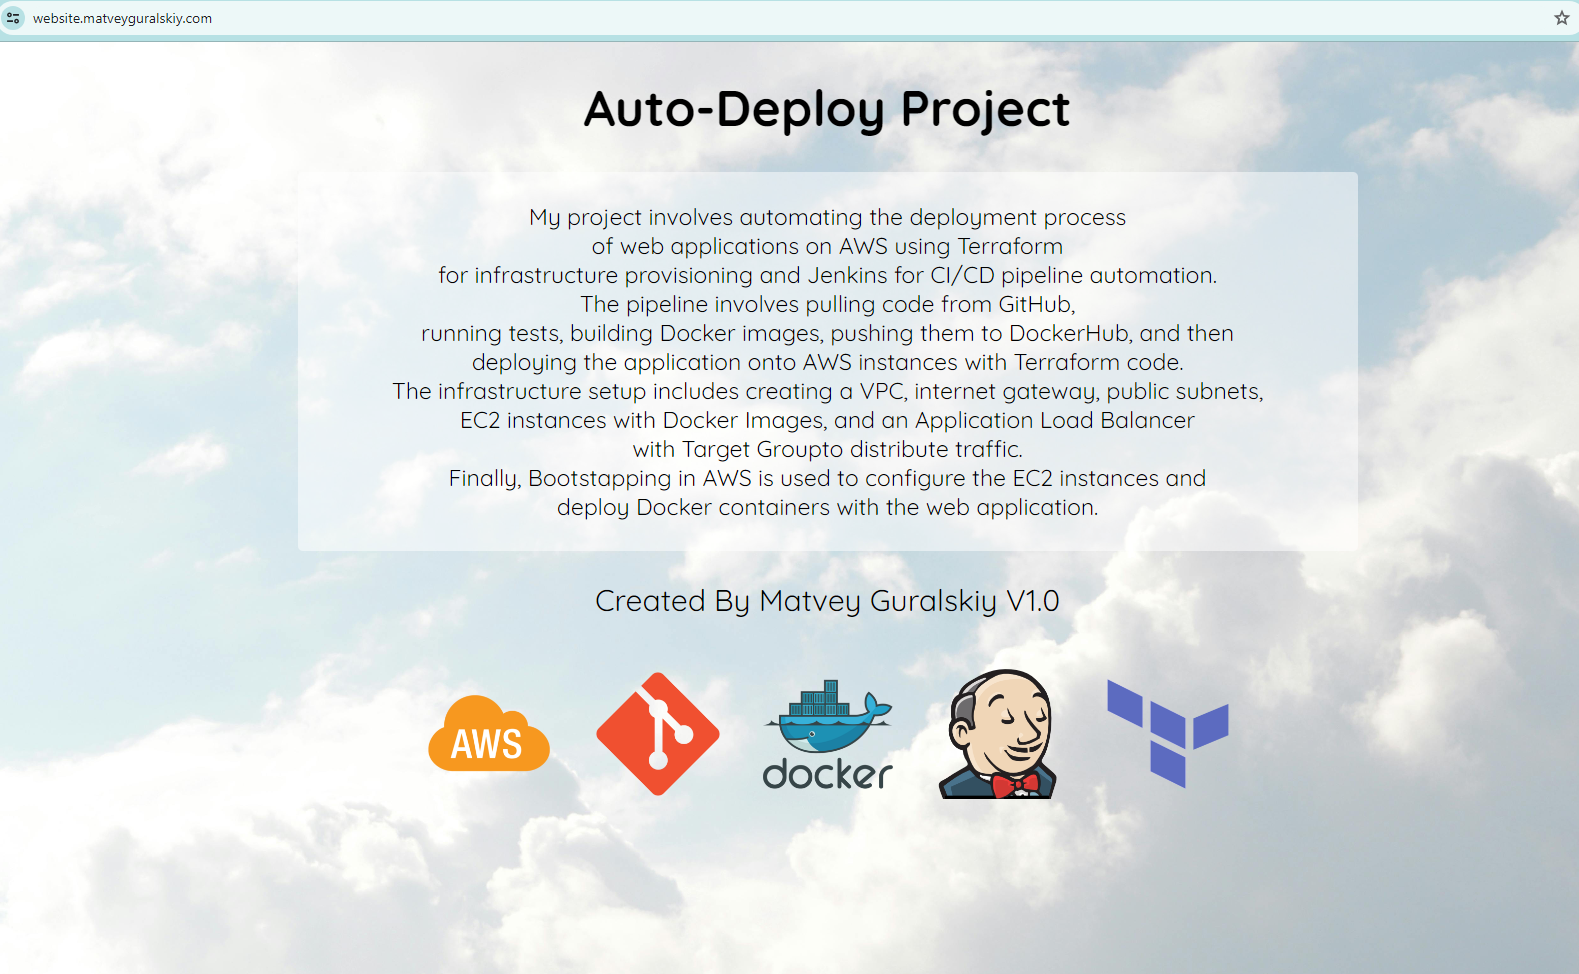 website.matveyguralskiy.com
Auto-Deploy Project
My project involves automating the deployment process
of web applications on AWS using Terraform
for infrastructure provisioning and Jenkins for CI/CD pipeline automation.
The pipeline involves pulling code from GitHub,
running tests, building Docker images, pushing them to DockerHub, and then
deploying the application onto AWS instances with Terraform code.
The infrastructure setup includes creating a VPC, internet gateway, public subnets,
EC2 instances with Docker Images, and an Application Load Balancer
with Target Groupto distribute traffic.
Finally, Bootstapping in AWS is used to configure the EC2 instances and
deploy Docker containers with the web application.
Created By Matvey Guralskiy V1.0
AWS
docker